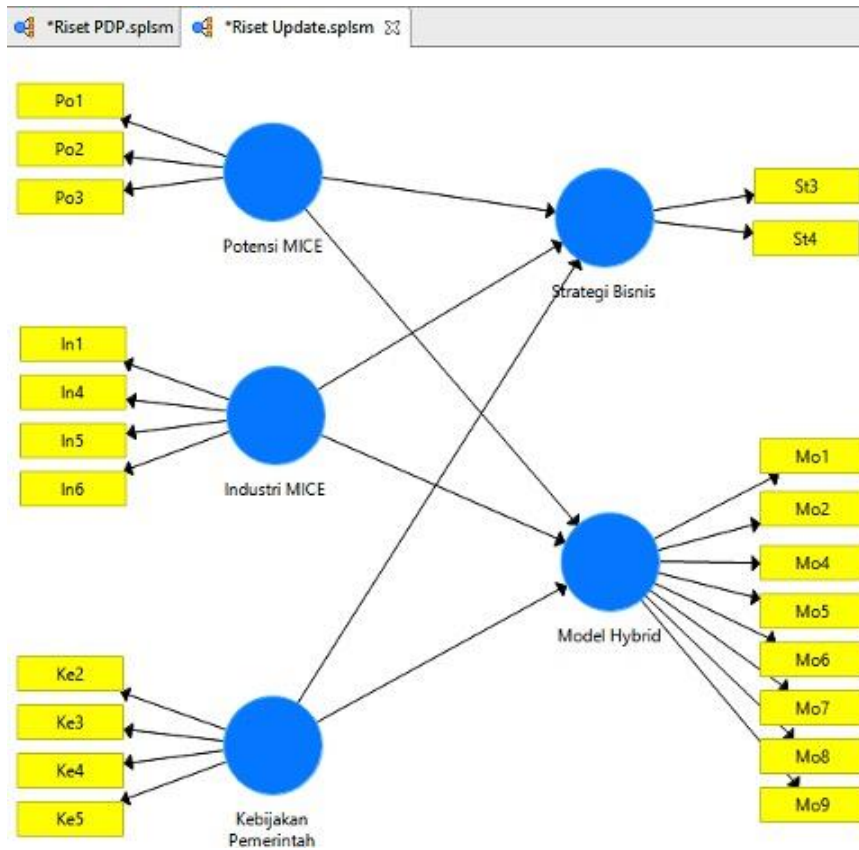 *Riset PDP.splsm *Riset Update.splsm
Po1
Po2
Po3
Potensi MICE
St3
St4
Strategi Bisnis
In1
In4
In5
In6
Industri MICE
Mo1
Mo2
Mo4
Mo5
Mo6
Mo7
Mo8
Mo9
Model Hybrid
Ke2
Ke3
Ke4
Ke5
Kebijakan
Pemerintah